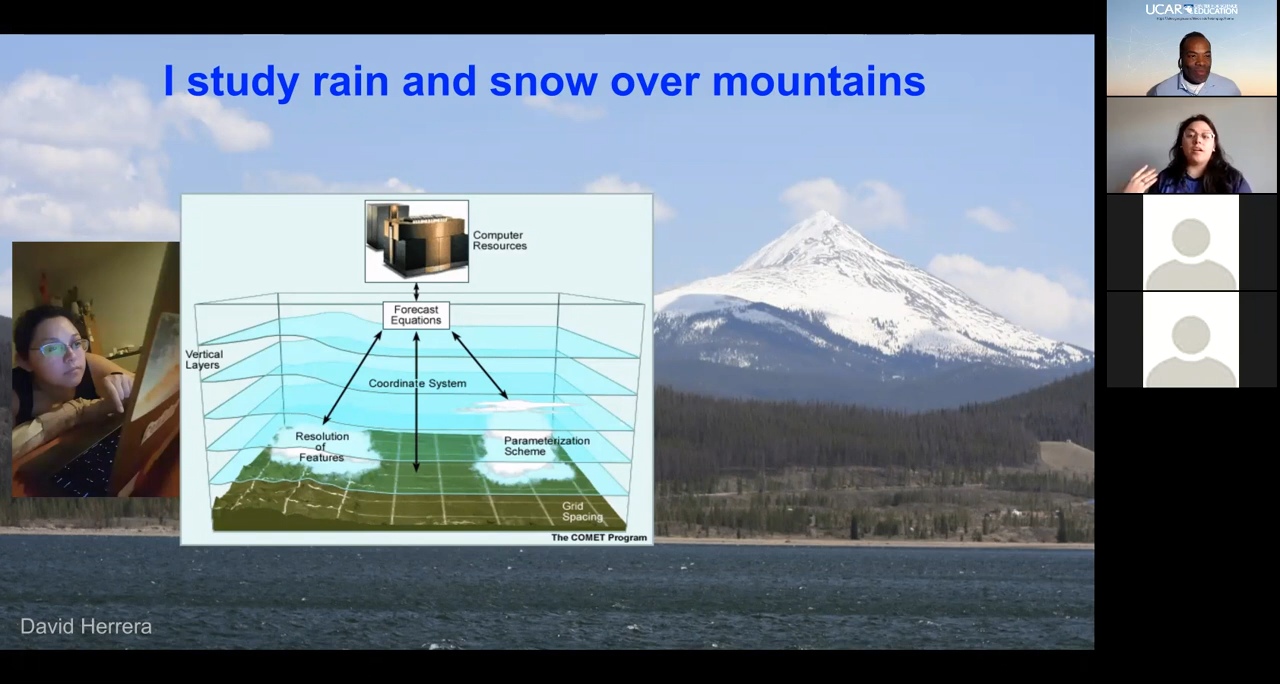 I study rain and snow over mountains
Computer
Resources
Forecast
Equations
Vertical
Layers
Coordinate System
Resolution
of
Features
Parameterization
Scheme
Grid
Spacing
The COMET Program
David Herrera
UCAR
EDUCATION